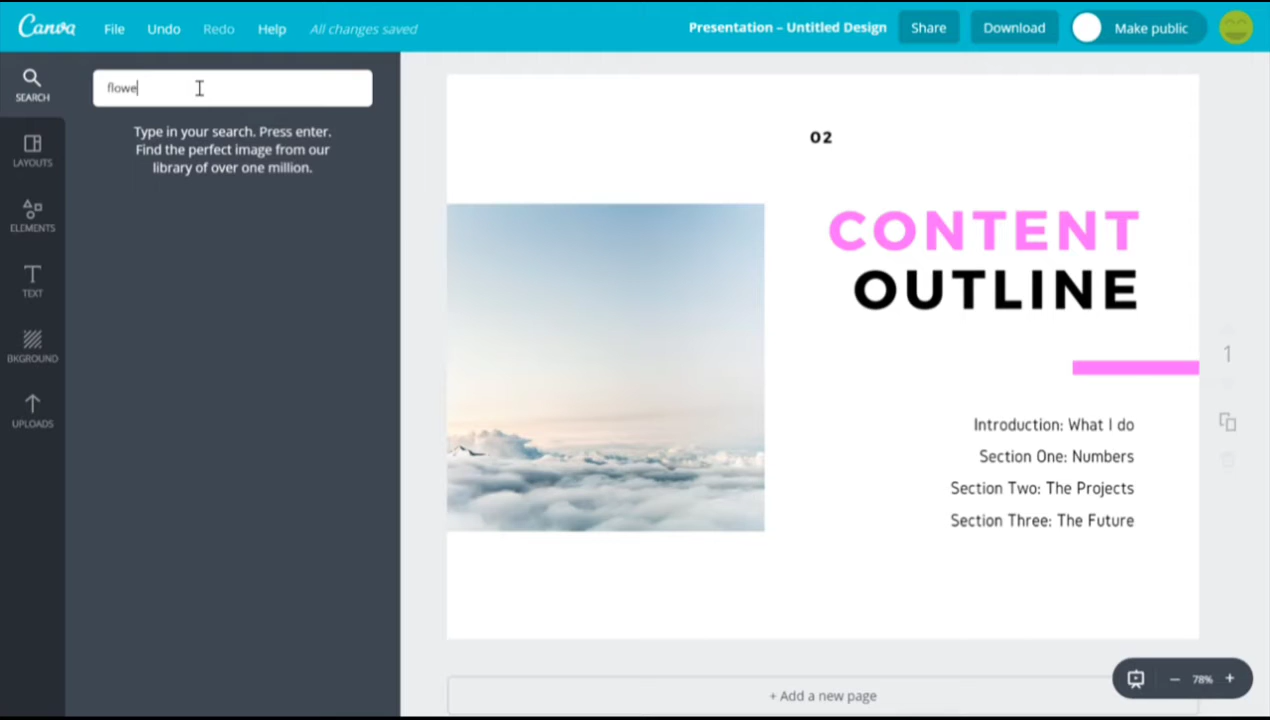 Canva File Undo Redo Help All changes saved Presentation – Untitled Design Share Download Make public
SEARCH
LAYOUTS
ELEMENTS
TEXT
BKGROUND
UPLOADS
flowe
Type in your search. Press enter.
Find the perfect image from our
library of over one million.
02
CONTENT
OUTLINE
Introduction: What I do
Section One: Numbers
Section Two: The Projects
Section Three: The Future
1
+ Add a new page
− 78% +